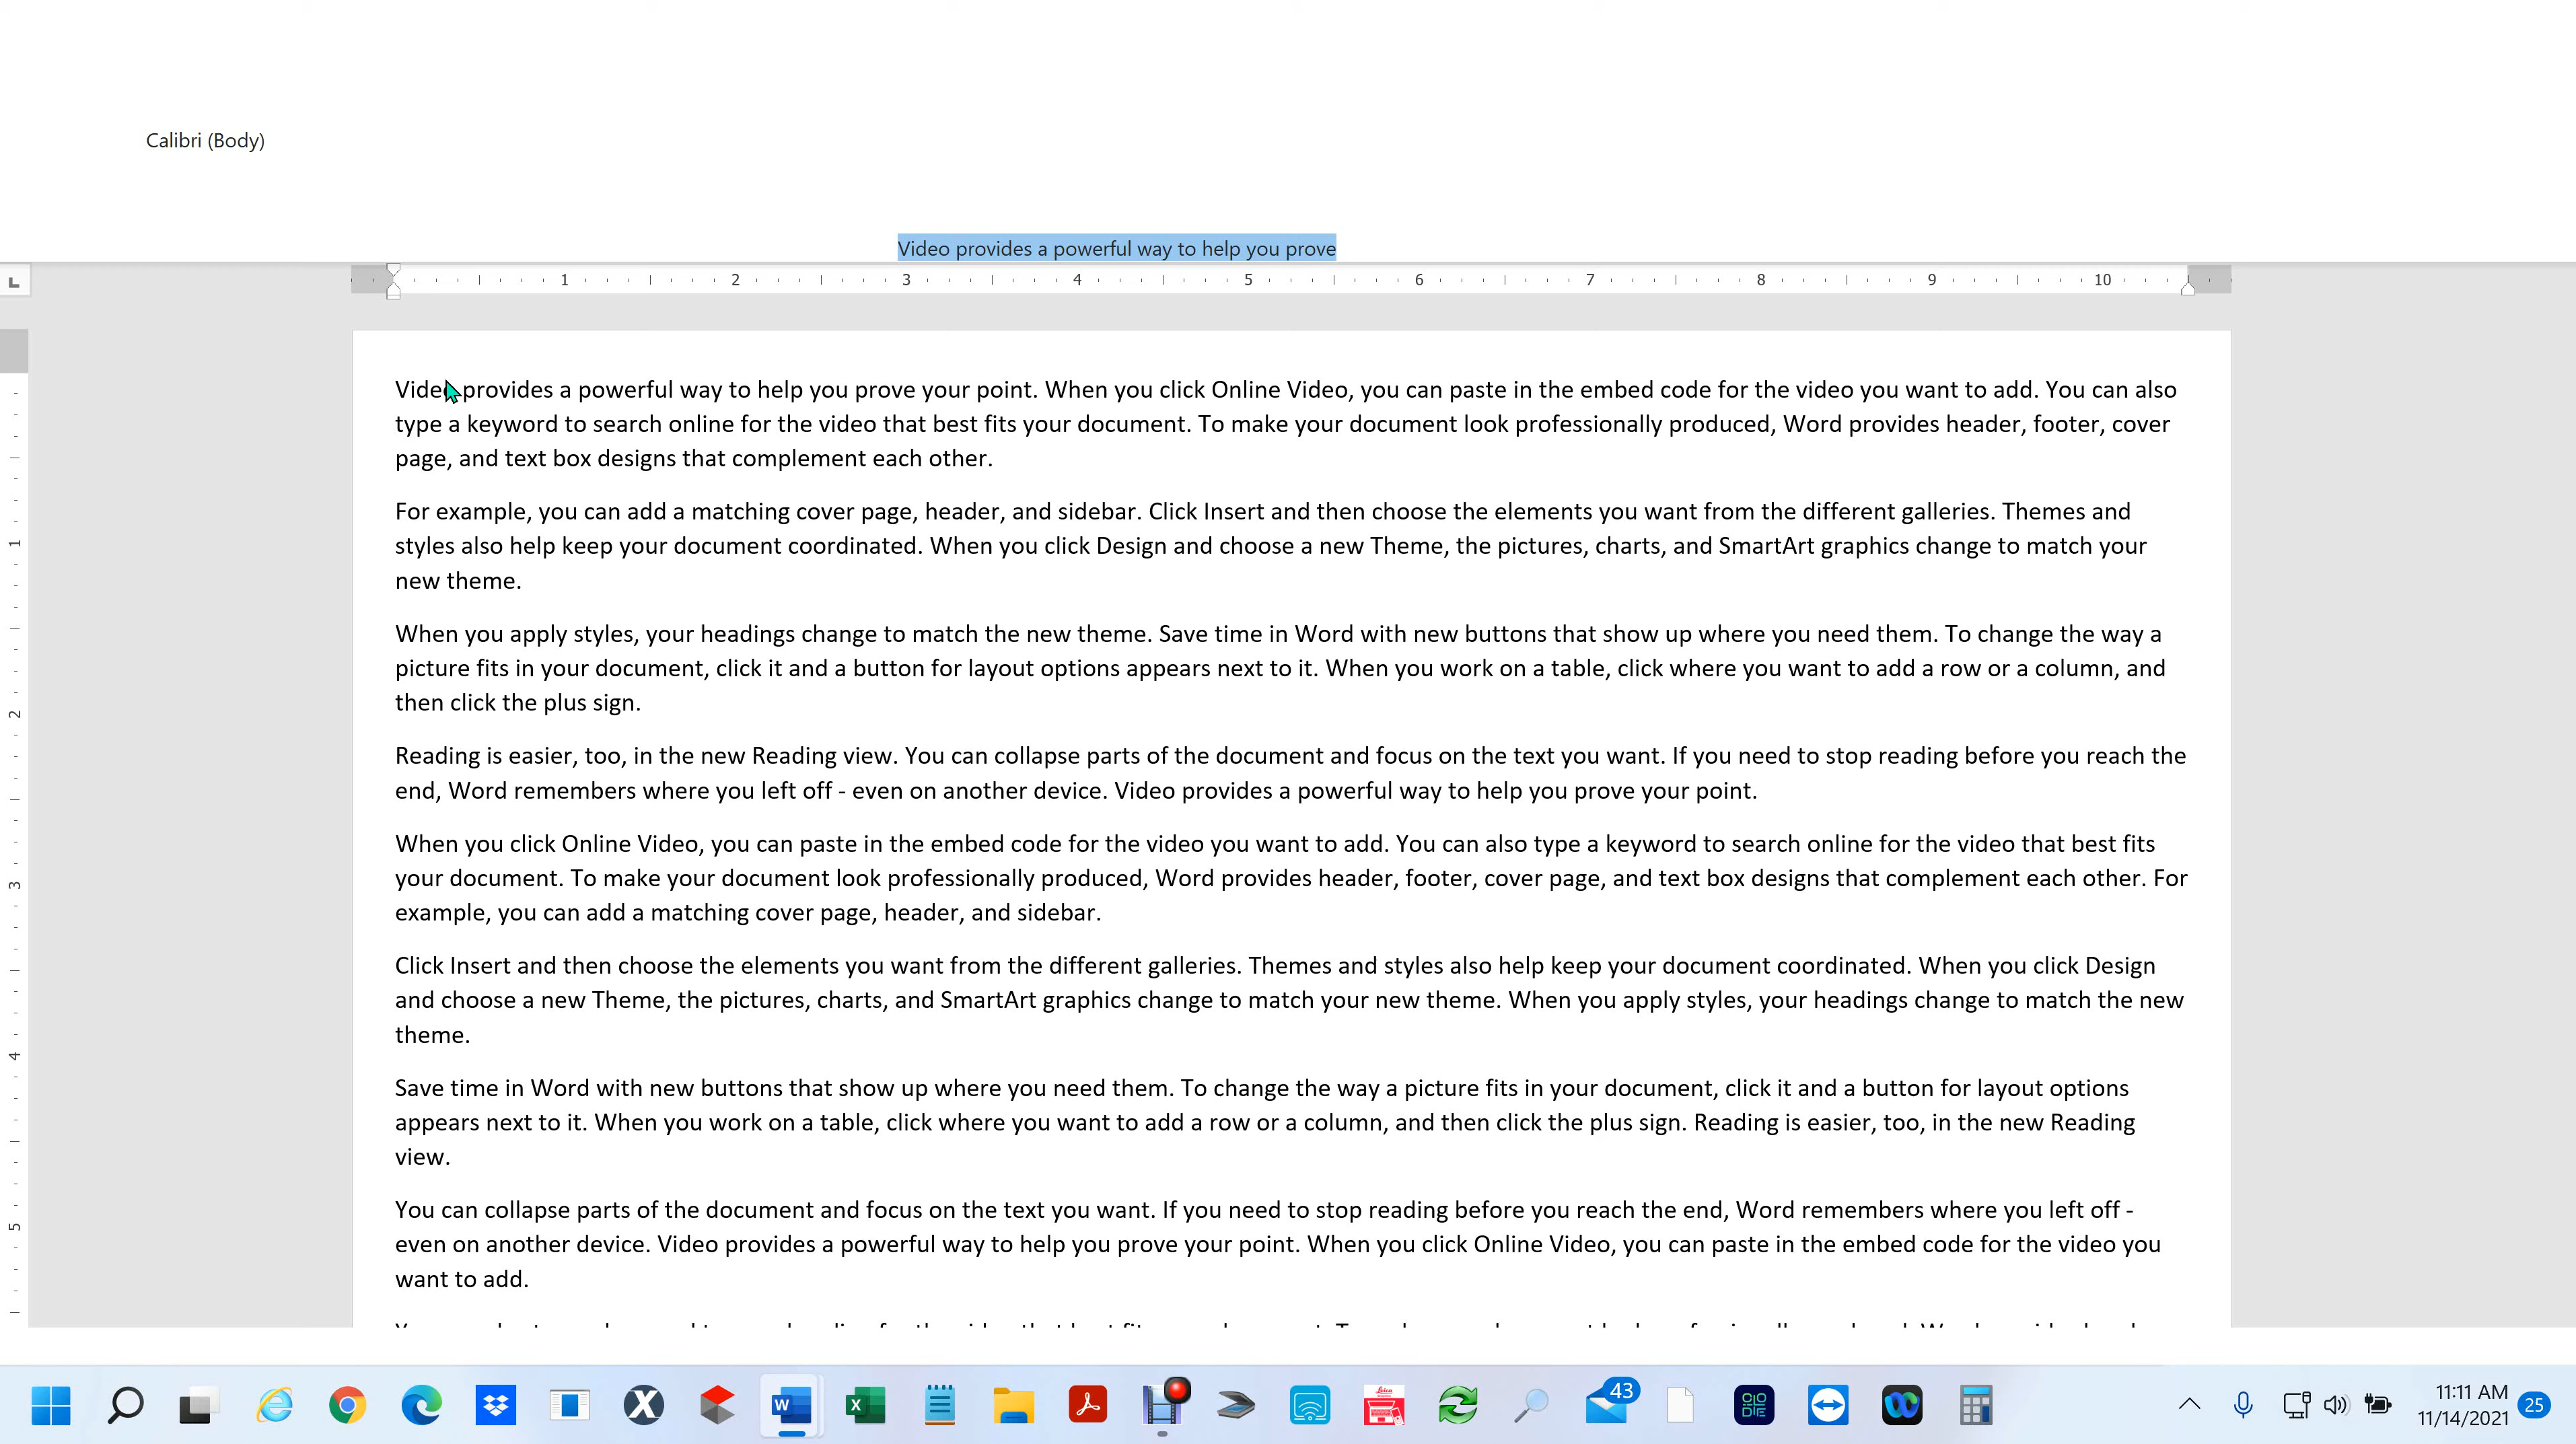 Calibri (Body)
Video provides a powerful way to help you prove
1 2 3 4 5 6 7 8 9 10
Video provides a powerful way to help you prove your point. When you click Online Video, you can paste in the embed code for the video you want to add. You can also
type a keyword to search online for the video that best fits your document. To make your document look professionally produced, Word provides header, footer, cover
page, and text box designs that complement each other.
For example, you can add a matching cover page, header, and sidebar. Click Insert and then choose the elements you want from the different galleries. Themes and
styles also help keep your document coordinated. When you click Design and choose a new Theme, the pictures, charts, and SmartArt graphics change to match your
new theme.
When you apply styles, your headings change to match the new theme. Save time in Word with new buttons that show up where you need them. To change the way a
picture fits in your document, click it and a button for layout options appears next to it. When you work on a table, click where you want to add a row or a column, and
then click the plus sign.
Reading is easier, too, in the new Reading view. You can collapse parts of the document and focus on the text you want. If you need to stop reading before you reach the
end, Word remembers where you left off - even on another device. Video provides a powerful way to help you prove your point.
When you click Online Video, you can paste in the embed code for the video you want to add. You can also type a keyword to search online for the video that best fits
your document. To make your document look professionally produced, Word provides header, footer, cover page, and text box designs that complement each other. For
example, you can add a matching cover page, header, and sidebar.
Click Insert and then choose the elements you want from the different galleries. Themes and styles also help keep your document coordinated. When you click Design
and choose a new Theme, the pictures, charts, and SmartArt graphics change to match your new theme. When you apply styles, your headings change to match the new
theme.
Save time in Word with new buttons that show up where you need them. To change the way a picture fits in your document, click it and a button for layout options
appears next to it. When you work on a table, click where you want to add a row or a column, and then click the plus sign. Reading is easier, too, in the new Reading
view.
You can collapse parts of the document and focus on the text you want. If you need to stop reading before you reach the end, Word remembers where you left off -
even on another device. Video provides a powerful way to help you prove your point. When you click Online Video, you can paste in the embed code for the video you
want to add.
1
2
3
4
5
43
11:11 AM
11/14/2021
25